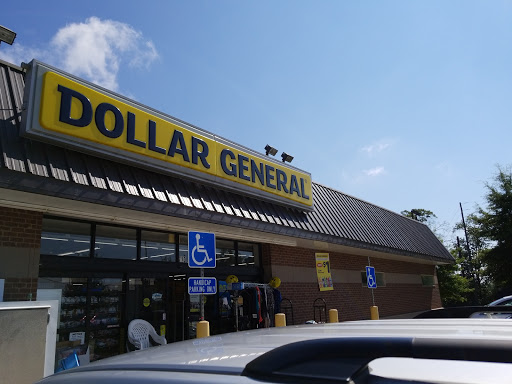 DOLLAR GENERAL
HANDICAP
PARKING ONLY